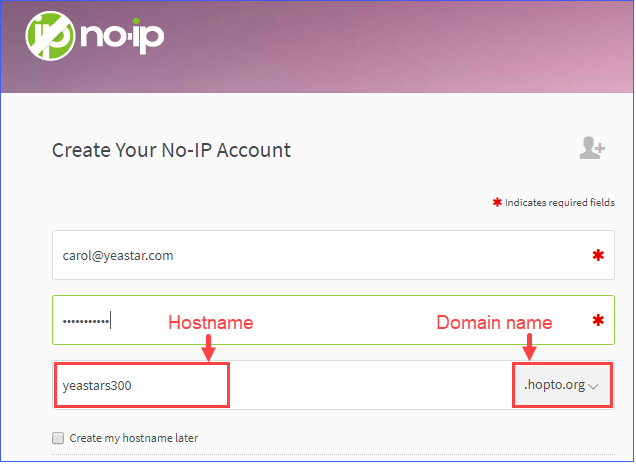 ip no-ip
Create Your No-IP Account
✱ Indicates required fields
carol@yeastar.com ✱
••••••••••• ✱
Hostname Domain name
yeastars300 .hopto.org
Create my hostname later